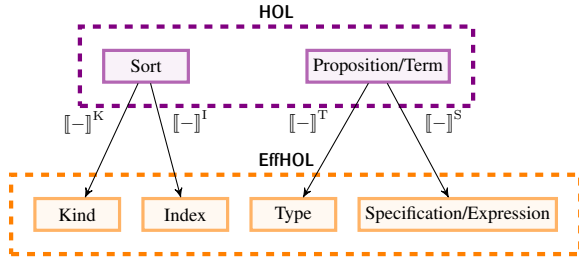 HOL
Sort Proposition/Term
⟦−⟧ᴷ ⟦−⟧ᴵ ⟦−⟧ᵀ ⟦−⟧ˢ
EffHOL
Kind Index Type Specification/Expression